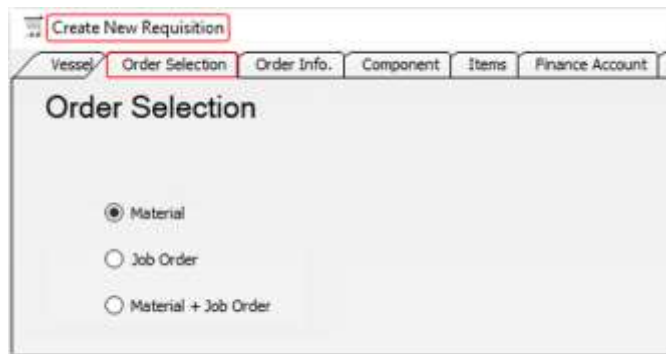 Create New Requisition
Vessel Order Selection Order Info. Component Items Finance Account
Order Selection
Material
Job Order
Material + Job Order